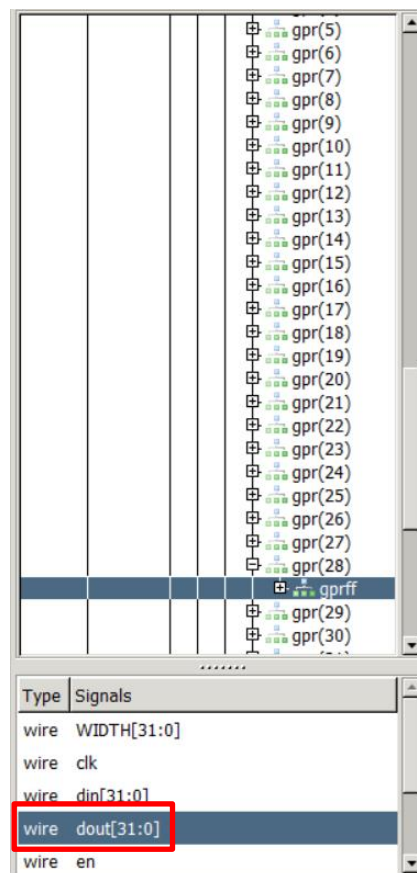 gpr(5)
gpr(6)
gpr(7)
gpr(8)
gpr(9)
gpr(10)
gpr(11)
gpr(12)
gpr(13)
gpr(14)
gpr(15)
gpr(16)
gpr(17)
gpr(18)
gpr(19)
gpr(20)
gpr(21)
gpr(22)
gpr(23)
gpr(24)
gpr(25)
gpr(26)
gpr(27)
gpr(28)
gprff
gpr(29)
gpr(30)
Type Signals
wire WIDTH[31:0]
wire clk
wire din[31:0]
wire dout[31:0]
wire en